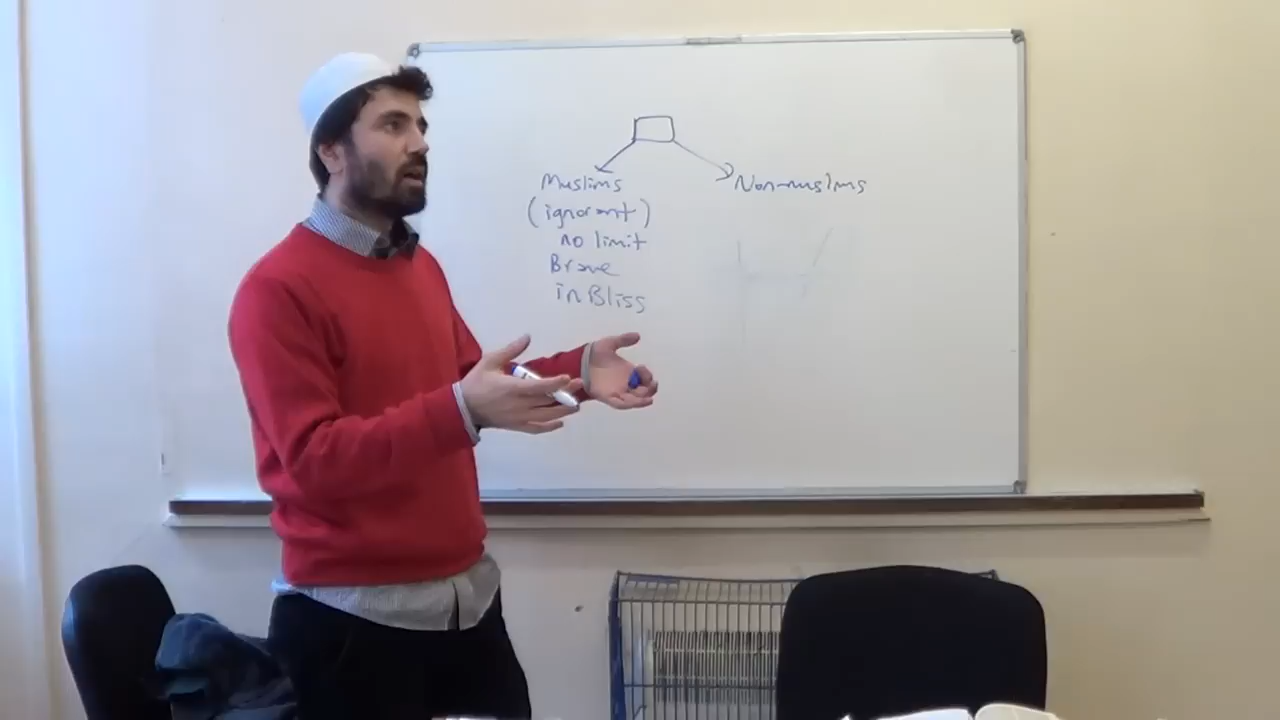 Muslims
Non-muslims
(ignorant)
no limit
Brave
in Bliss